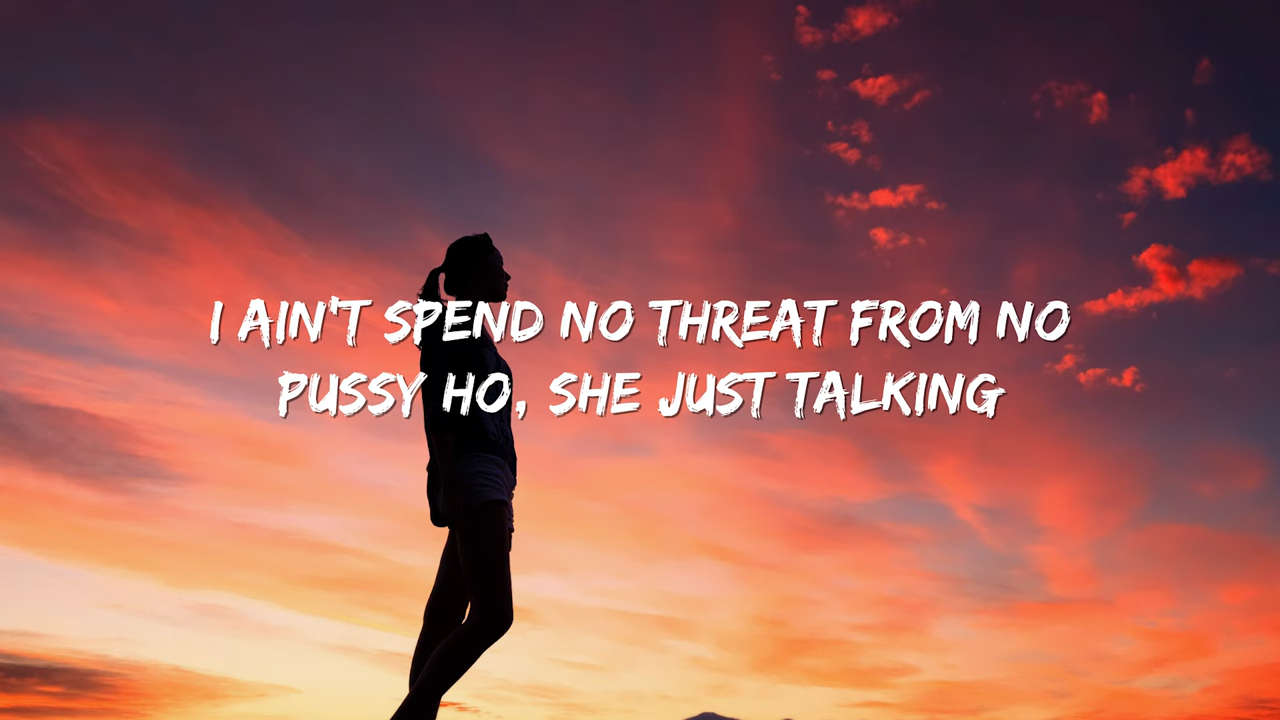 I AIN'T SPEND NO THREAT FROM NO
PUSSY HO, SHE JUST TALKING